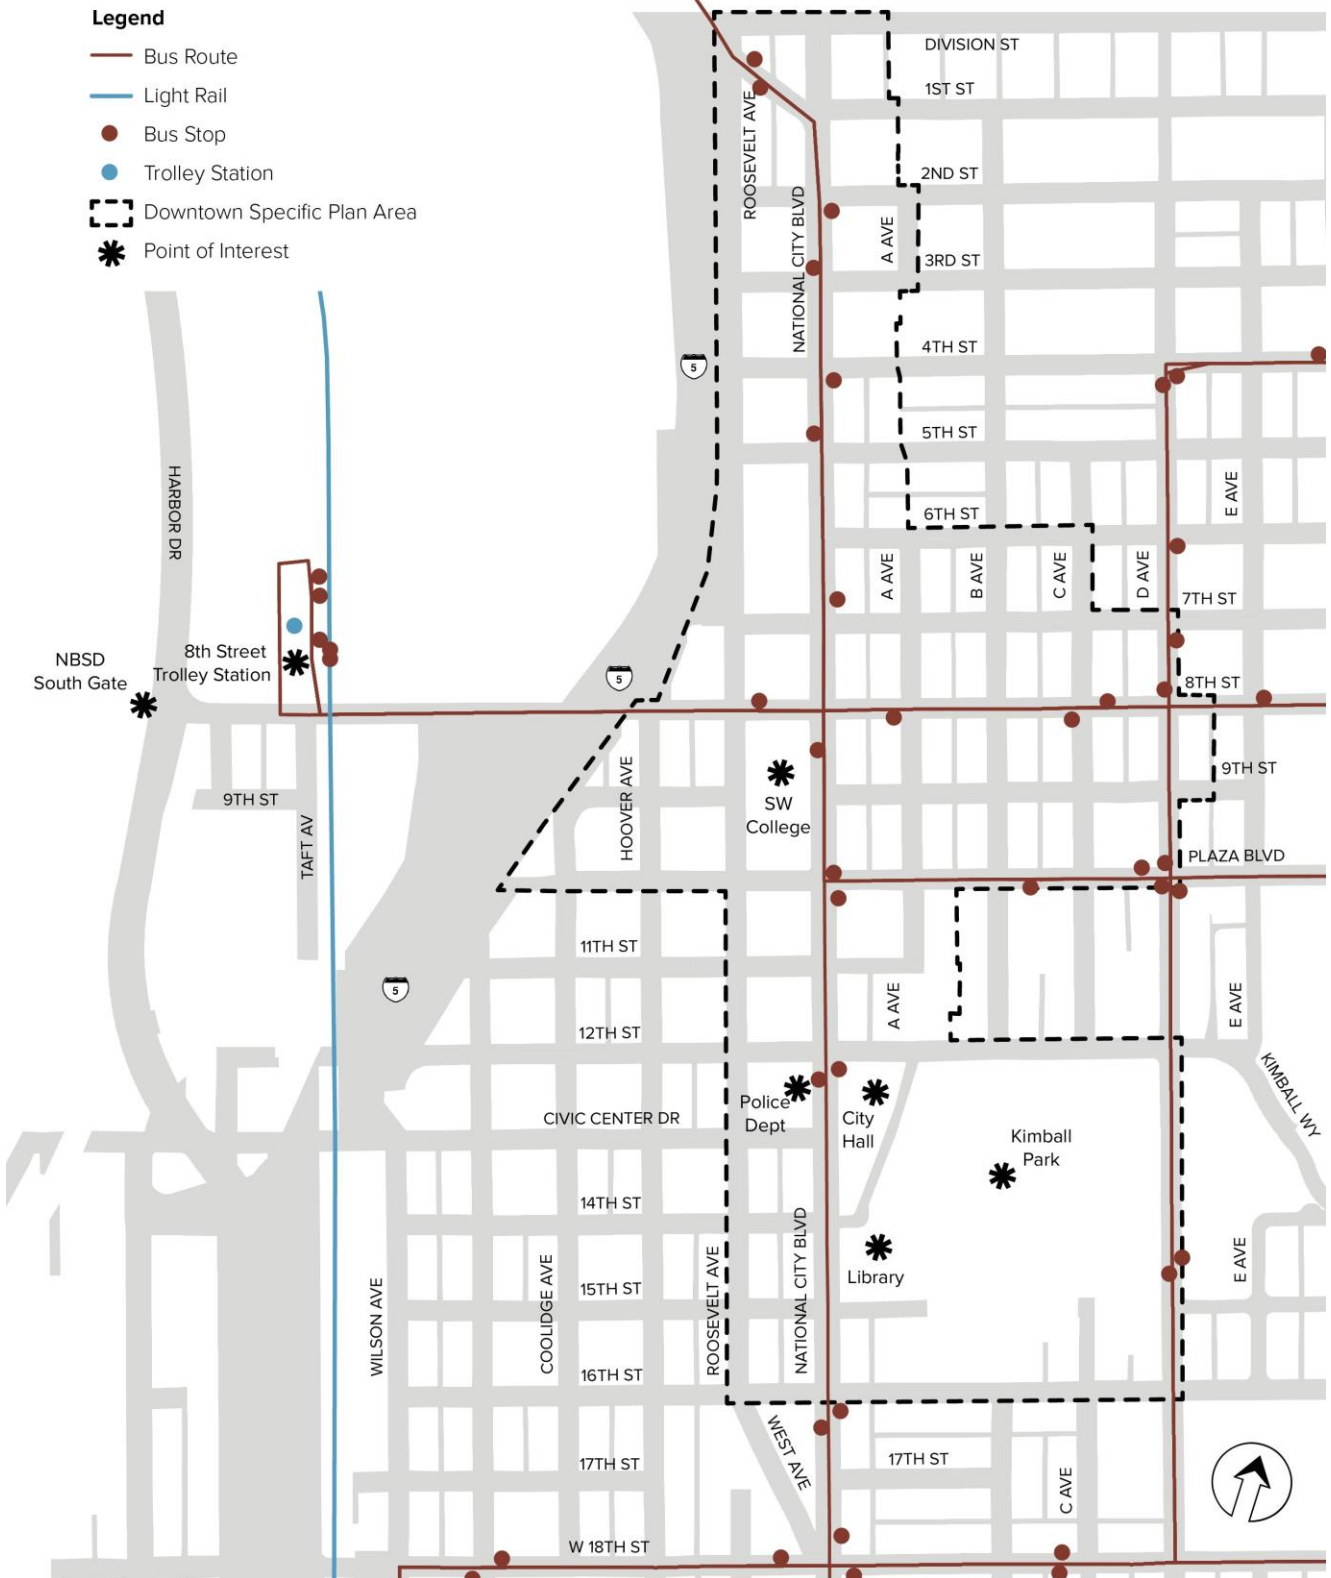 Legend
Bus Route
Light Rail
Bus Stop
Trolley Station
Downtown Specific Plan Area
Point of Interest
DIVISION ST
1ST ST
ROOSEVELT AVE
2ND ST
NATIONAL CITY BLVD
A AVE
3RD ST
4TH ST
5
5TH ST
HARBOR DR
E AVE
6TH ST
A AVE
B AVE
C AVE
D AVE
7TH ST
8th Street
Trolley Station
NBSD
South Gate
5
8TH ST
9TH ST
HOOVER AVE
SW
College
9TH ST
TAFT AV
PLAZA BLVD
11TH ST
5
A AVE
E AVE
12TH ST
KIMBALL WY
Police
Dept
City
Hall
CIVIC CENTER DR
Kimball
Park
14TH ST
NATIONAL CITY BLVD
ROOSEVELT AVE
E AVE
Library
15TH ST
COOLIDGE AVE
WILSON AVE
16TH ST
WEST AVE
17TH ST
17TH ST
C AVE
W 18TH ST